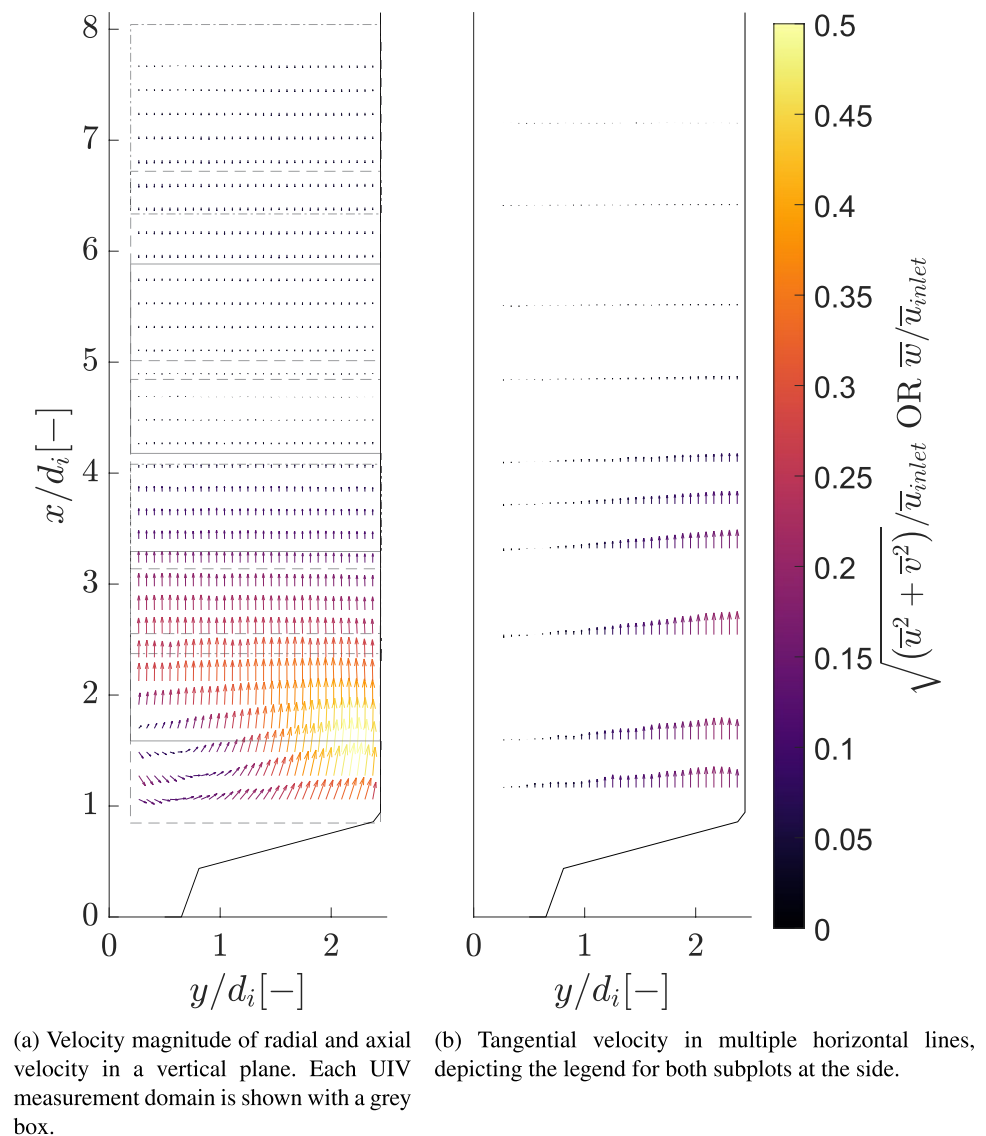 8
7
6
5
4
3
2
1
0
x/d_i[−]
0 1 2
y/d_i[−]
0 1 2
y/d_i[−]
0.5
0.45
0.4
0.35
0.3
0.25
0.2
0.15
0.1
0.05
0
√(u̅² + v̅²)/u̅_inlet OR w̅/u̅_inlet
(a) Velocity magnitude of radial and axial
velocity in a vertical plane. Each UIV
measurement domain is shown with a grey
box.
(b) Tangential velocity in multiple horizontal lines,
depicting the legend for both subplots at the side.